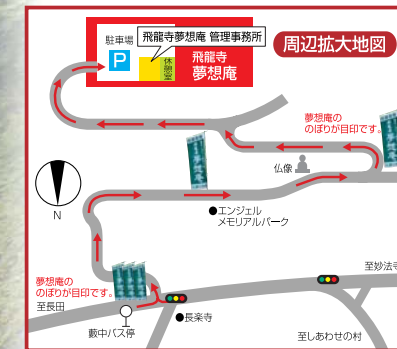 周辺拡大地図
駐車場
P
飛龍寺夢想庵 管理事務所
休憩室
飛龍寺
夢想庵
夢想庵の
のぼりが目印です。
仏像
N
エンジェル
メモリアルパーク
夢想庵の
のぼりが目印です。
至長田
藪中バス停
長楽寺
至妙法寺
至しあわせの村